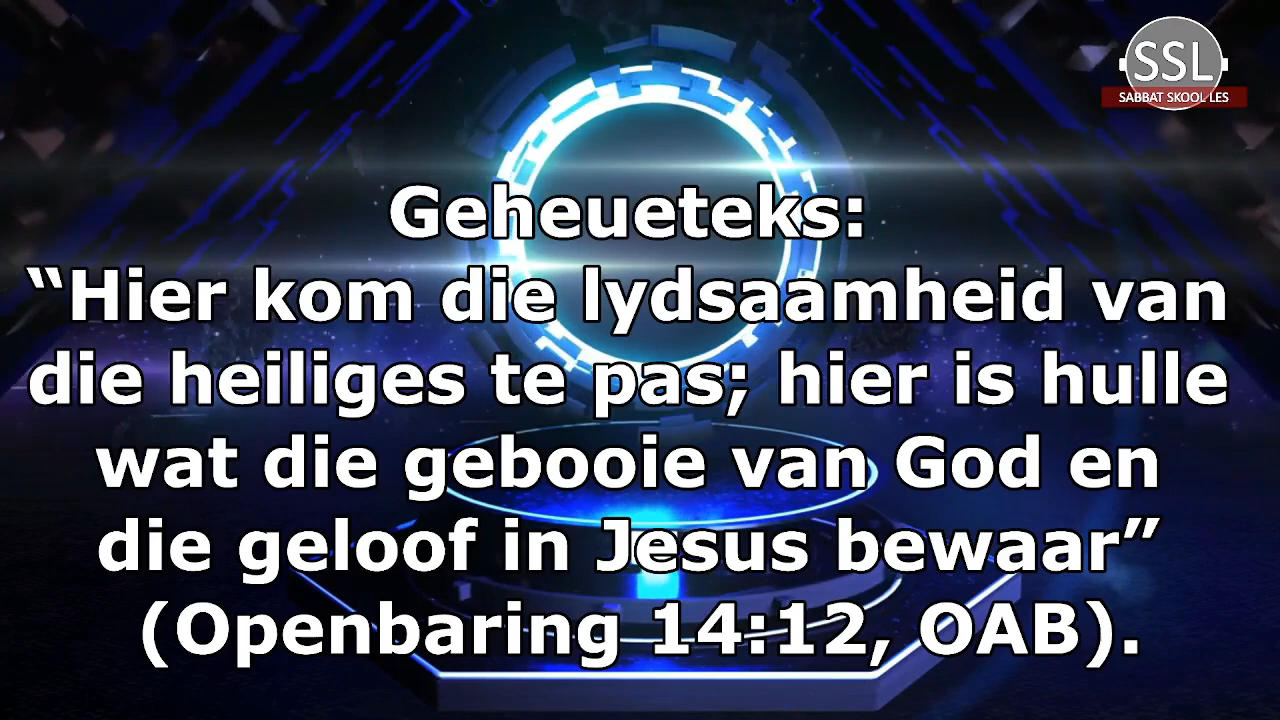 SSL
SABBAT SKOOL LES
Geheueteks:
“Hier kom die lydsaamheid van
die heiliges te pas; hier is hulle
wat die gebooie van God en
die geloof in Jesus bewaar”
(Openbaring 14:12, OAB).